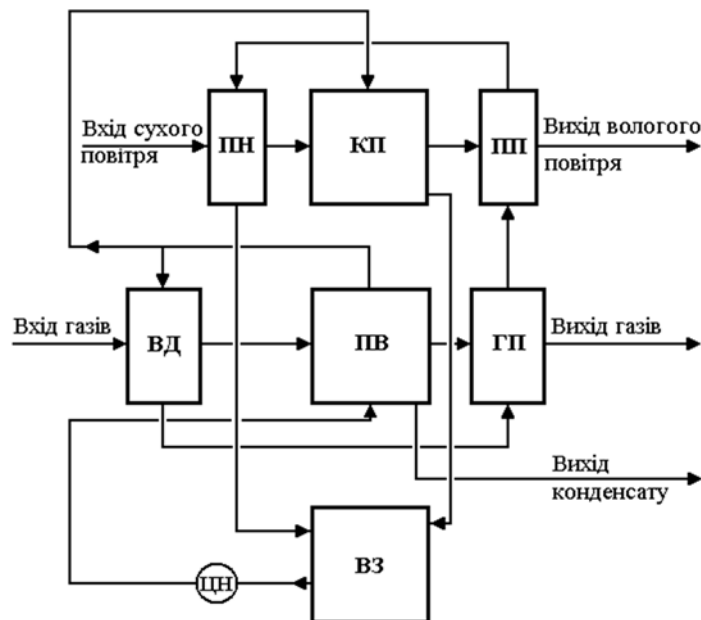 Вхід сухого
повітря
ПН
КП
ПП
Вихід вологого
повітря
Вхід газів
ВД
ПВ
ГП
Вихід газів
Вихід
конденсату
ВЗ
ЦН